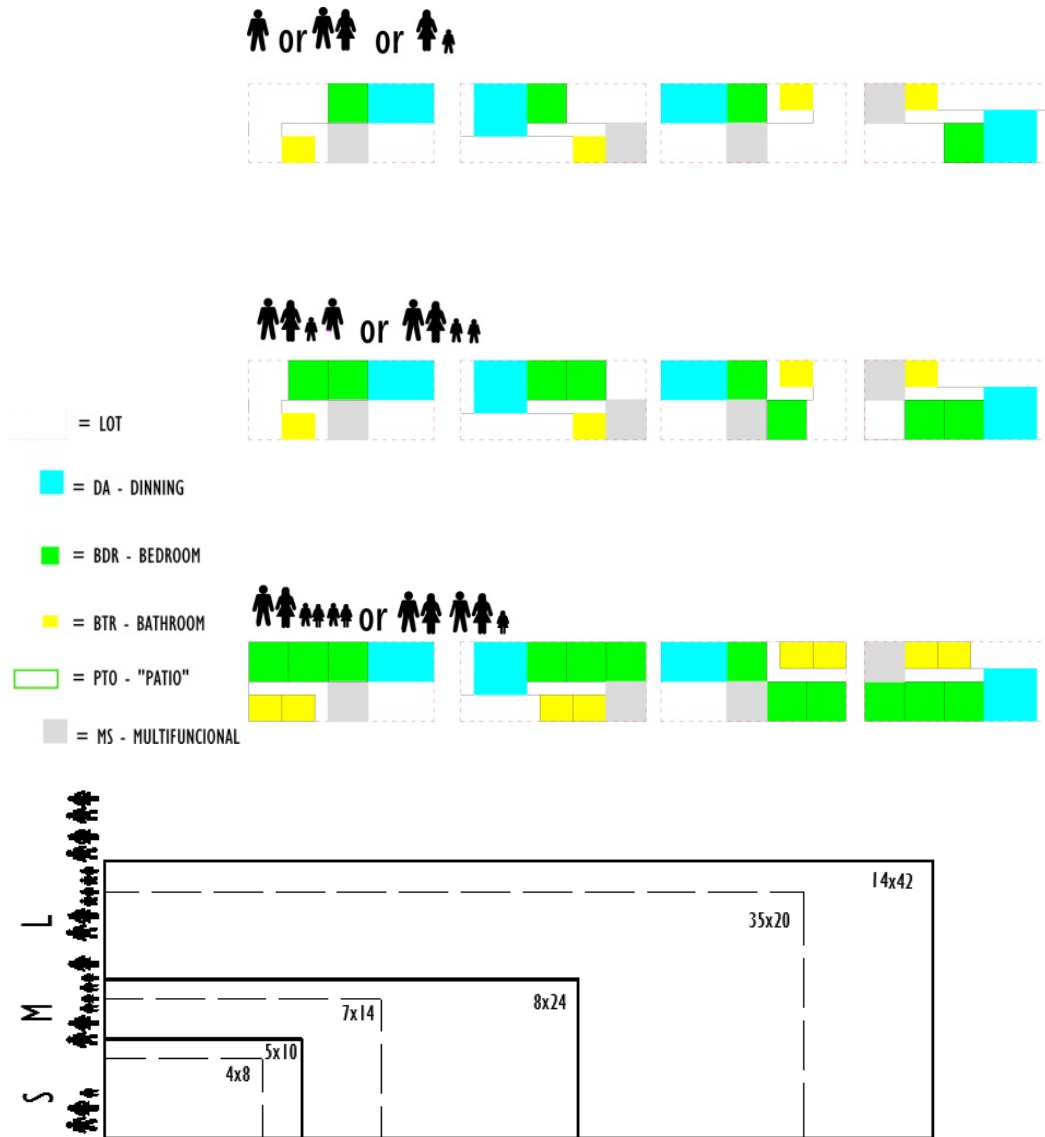 or or
or
= LOT
= DA - DINNING
= BDR - BEDROOM
= BTR - BATHROOM
or
= PTO - "PATIO"
= MS - MULTIFUNCIONAL
14x42
35x20
L
8x24
7x14
M
5x10
4x8
S